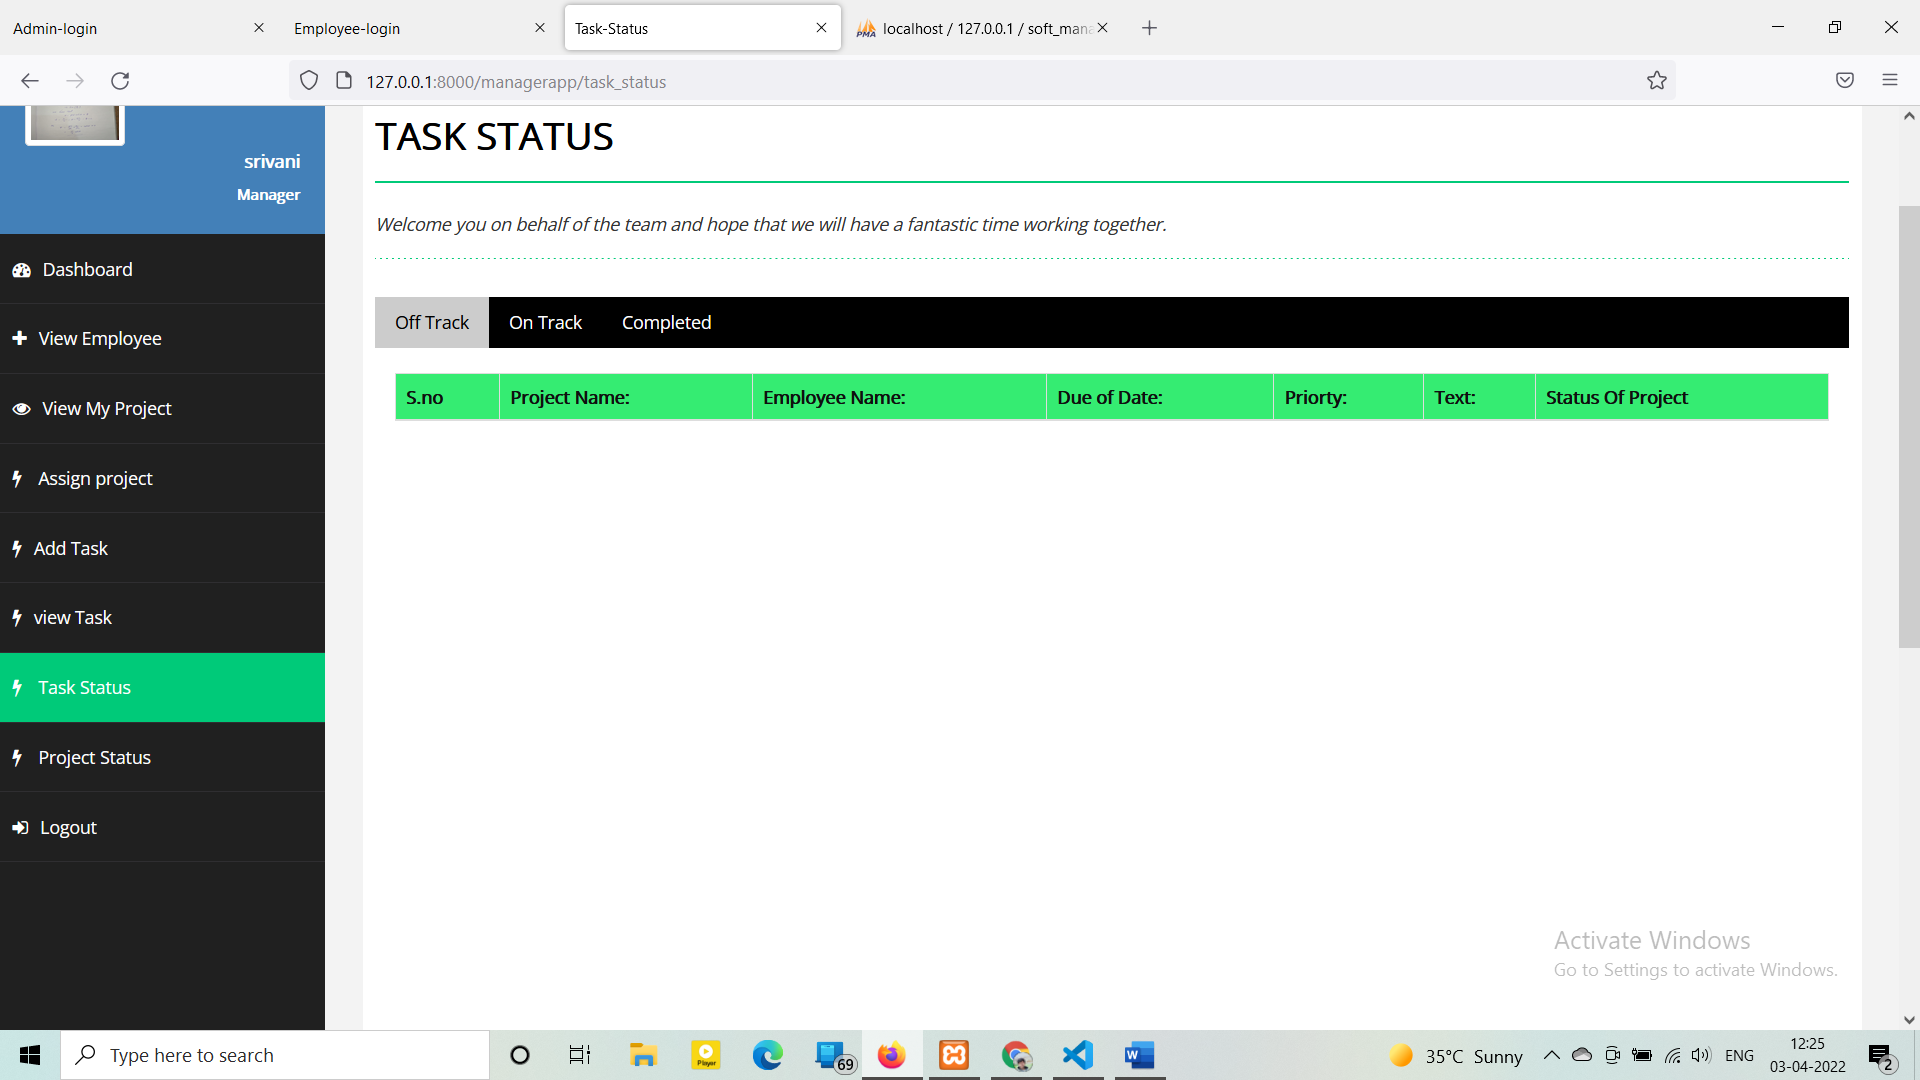 Admin-login
Employee-login
Task-Status
PMA
localhost / 127.0.0.1 / soft_mana
127.0.0.1:8000/managerapp/task_status
srivani
Manager
Dashboard
View Employee
View My Project
Assign project
Add Task
view Task
Task Status
Project Status
Logout
TASK STATUS
Welcome you on behalf of the team and hope that we will have a fantastic time working together.
Off Track On Track Completed
S.no Project Name: Employee Name: Due of Date: Priorty: Text: Status Of Project
Activate Windows
Go to Settings to activate Windows.
Type here to search
Player
69
W
35°C Sunny
ENG
12:25
03-04-2022
2